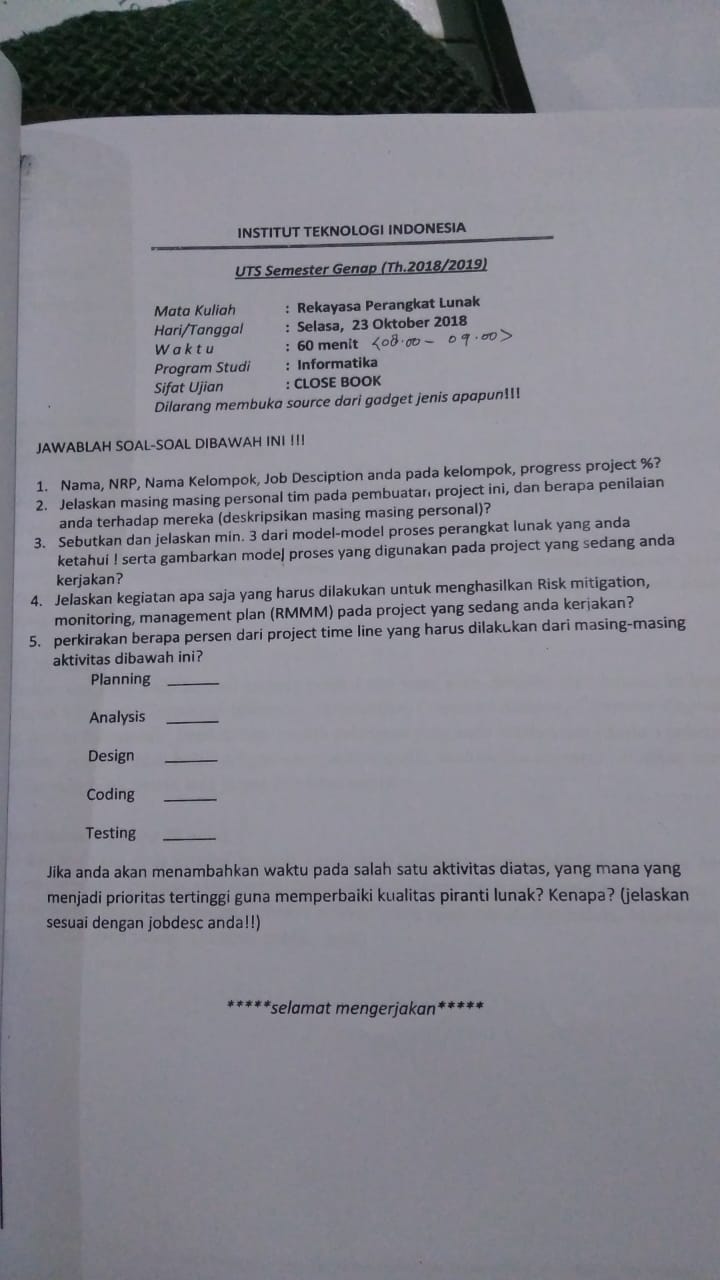 INSTITUT TEKNOLOGI INDONESIA
UTS Semester Genap (Th.2018/2019)
Mata Kuliah : Rekayasa Perangkat Lunak
Hari/Tanggal : Selasa, 23 Oktober 2018
W a k t u : 60 menit <08.00 - 09.00>
Program Studi : Informatika
Sifat Ujian : CLOSE BOOK
Dilarang membuka source dari gadget jenis apapun!!!
JAWABLAH SOAL-SOAL DIBAWAH INI !!!
1. Nama, NRP, Nama Kelompok, Job Desciption anda pada kelompok, progress project %?
2. Jelaskan masing masing personal tim pada pembuatan project ini, dan berapa penilaian
anda terhadap mereka (deskripsikan masing masing personal)?
3. Sebutkan dan jelaskan min. 3 dari model-model proses perangkat lunak yang anda
ketahui ! serta gambarkan model proses yang digunakan pada project yang sedang anda
kerjakan?
4. Jelaskan kegiatan apa saja yang harus dilakukan untuk menghasilkan Risk mitigation,
monitoring, management plan (RMMM) pada project yang sedang anda kerjakan?
5. perkirakan berapa persen dari project time line yang harus dilakukan dari masing-masing
aktivitas dibawah ini?
Planning ______
Analysis ______
Design ______
Coding ______
Testing ______
Jika anda akan menambahkan waktu pada salah satu aktivitas diatas, yang mana yang
menjadi prioritas tertinggi guna memperbaiki kualitas piranti lunak? Kenapa? (jelaskan
sesuai dengan jobdesc anda!!)
*****selamat mengerjakan*****